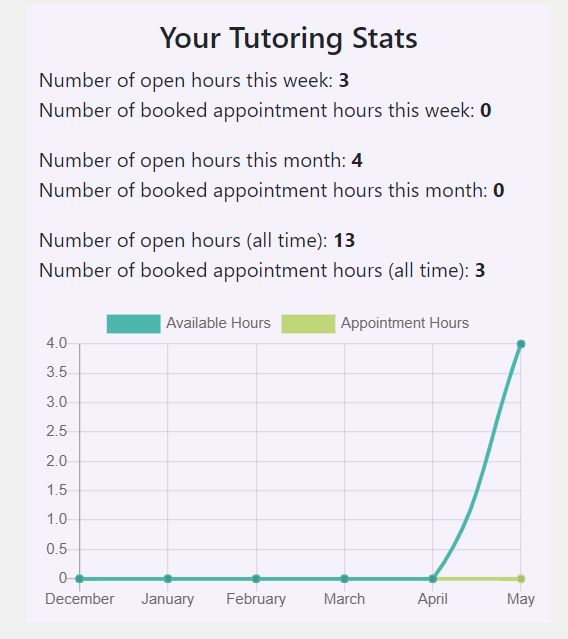 Your Tutoring Stats
Number of open hours this week: 3
Number of booked appointment hours this week: 0
Number of open hours this month: 4
Number of booked appointment hours this month: 0
Number of open hours (all time): 13
Number of booked appointment hours (all time): 3
Available Hours Appointment Hours
4.0
3.5
3.0
2.5
2.0
1.5
1.0
0.5
0
December January February March April May